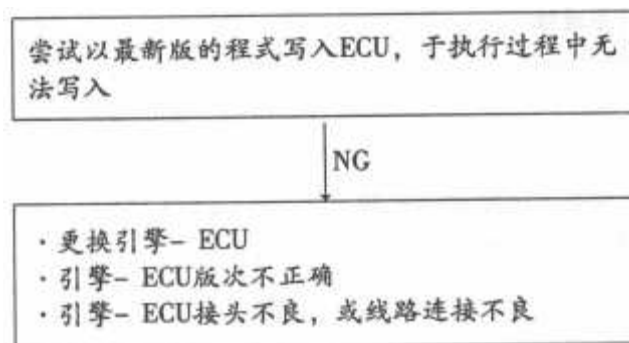 尝试以最新版的程式写入ECU，于执行过程中无
法写入
NG
·更换引擎– ECU
·引擎– ECU版次不正确
·引擎– ECU接头不良，或线路连接不良